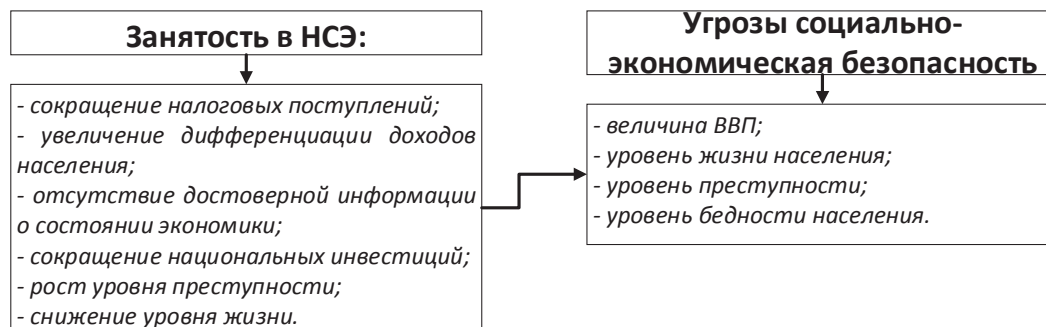 Занятость в НСЭ:
- сокращение налоговых поступлений;
- увеличение дифференциации доходов
населения;
- отсутствие достоверной информации
о состоянии экономики;
- сокращение национальных инвестиций;
- рост уровня преступности;
- снижение уровня жизни.
Угрозы социально-
экономическая безопасность
- величина ВВП;
- уровень жизни населения;
- уровень преступности;
- уровень бедности населения.